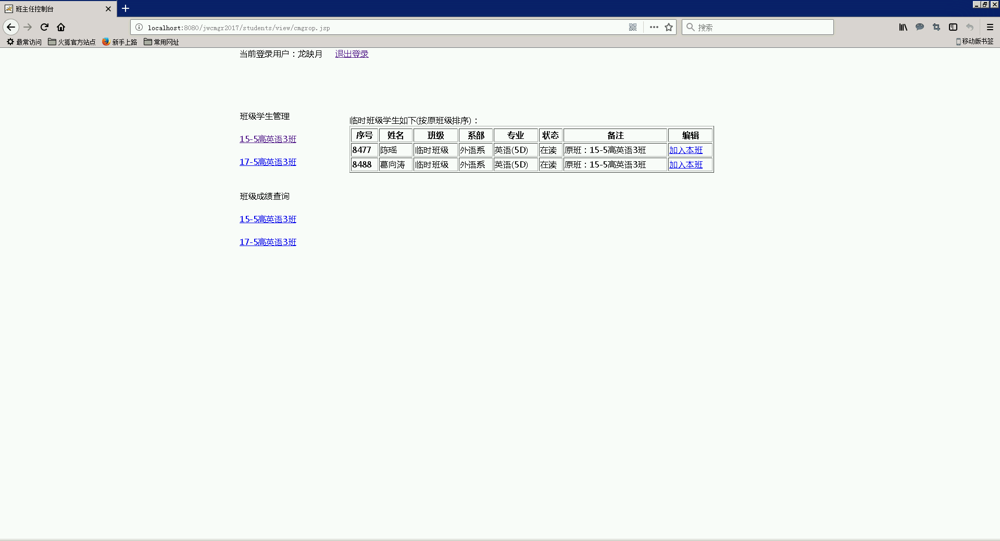 班主任控制台
localhost:8080/jwcmgr2017/students/view/cmgrop.jsp
搜索
最常访问 火狐官方站点 新手上路 常用网址 移动版书签
当前登录用户：龙映月 退出登录
班级学生管理
15-5高英语3班
17-5高英语3班
班级成绩查询
15-5高英语3班
17-5高英语3班
临时班级学生如下(按原班级排序)：
序号 姓名 班级 系部 专业 状态 备注 编辑
8477 陈瑶 临时班级 外语系 英语(5D) 在读 原班：15-5高英语3班 加入本班
8488 葛向涛 临时班级 外语系 英语(5D) 在读 原班：15-5高英语3班 加入本班